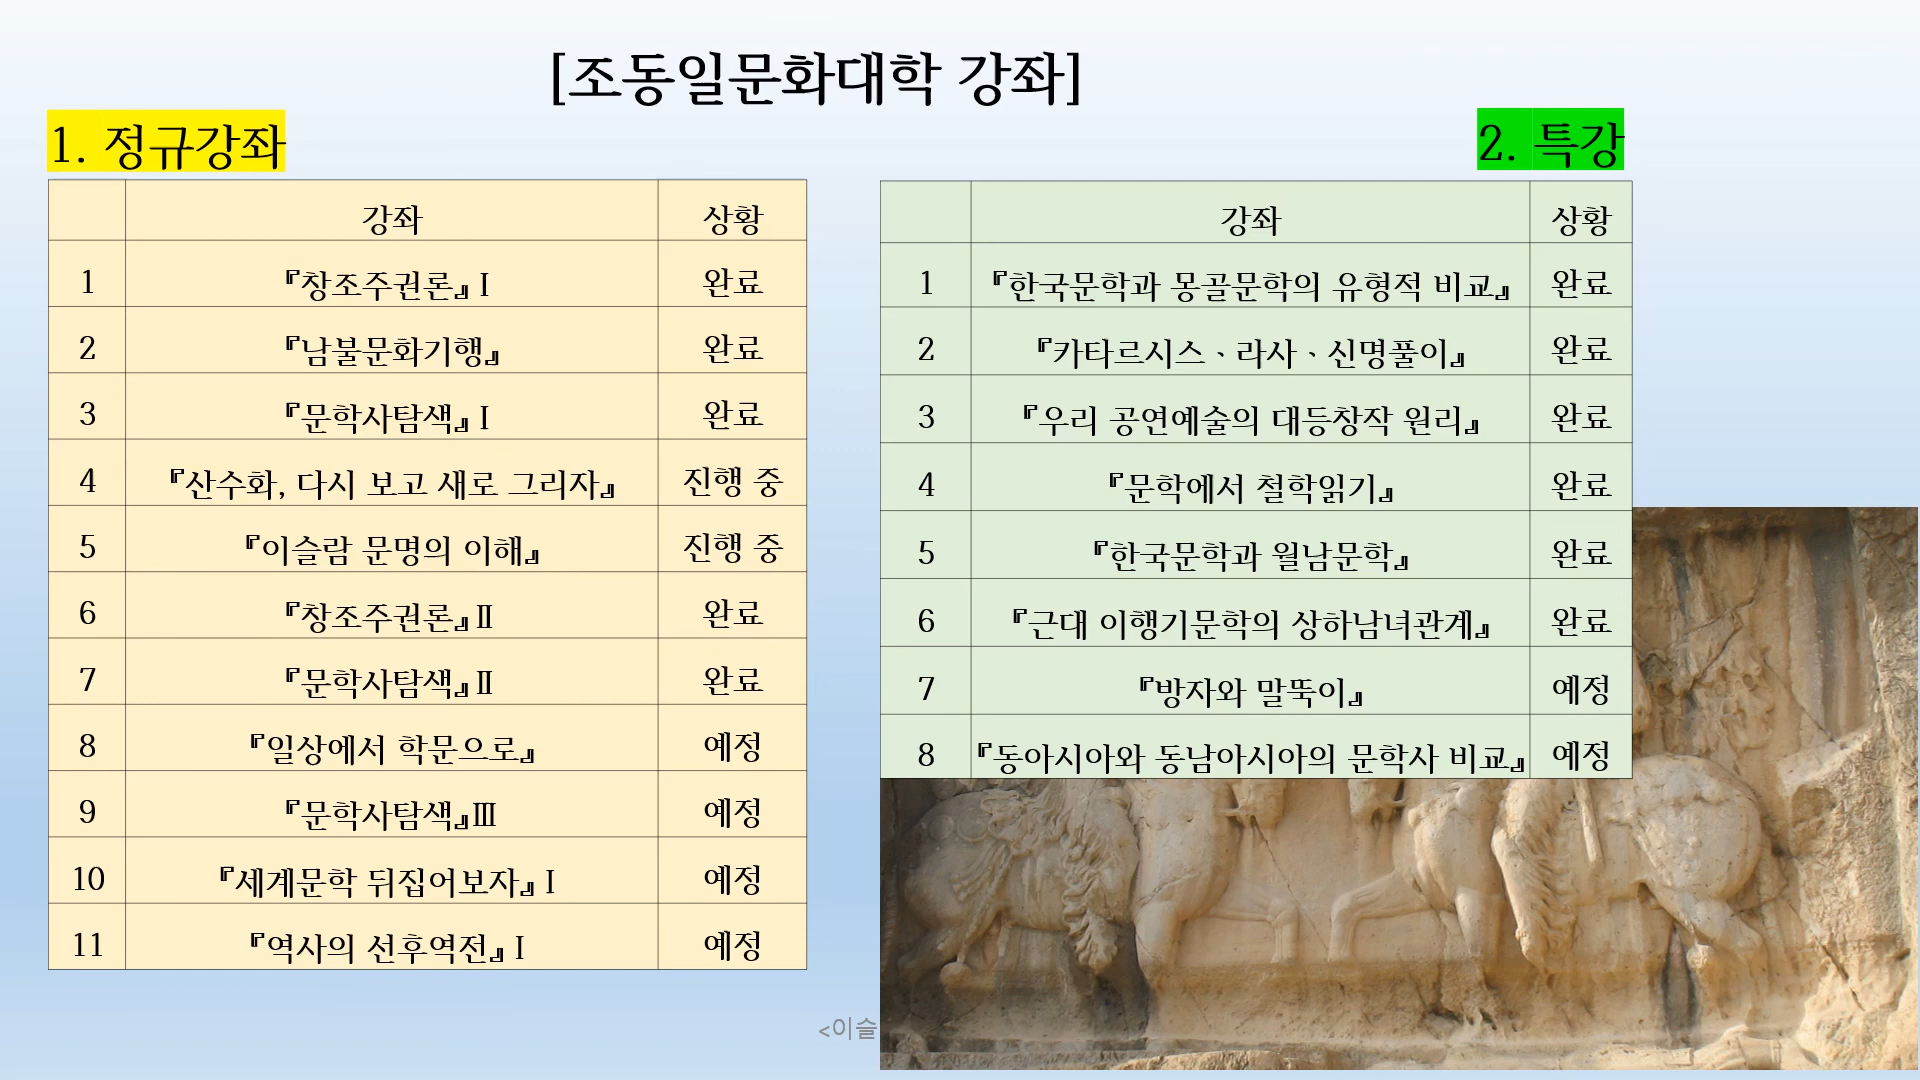 [조동일문화대학 강좌]
1. 정규강좌
강좌 상황
1 『창조주권론』 I 완료
2 『남불문화기행』 완료
3 『문학사탐색』 I 완료
4 『산수화, 다시 보고 새로 그리자』 진행 중
5 『이슬람 문명의 이해』 진행 중
6 『창조주권론』 Ⅱ 완료
7 『문학사탐색』 Ⅱ 완료
8 『일상에서 학문으로』 예정
9 『문학사탐색』Ⅲ 예정
10 『세계문학 뒤집어보자』 I 예정
11 『역사의 선후역전』 I 예정
2. 특강
강좌 상황
1 『한국문학과 몽골문학의 유형적 비교』 완료
2 『카타르시스、라사、신명풀이』 완료
3 『우리 공연예술의 대등창작 원리』 완료
4 『문학에서 철학읽기』 완료
5 『한국문학과 월남문학』 완료
6 『근대 이행기문학의 상하남녀관계』 완료
7 『방자와 말뚝이』 예정
8 『동아시아와 동남아시아의 문학사 비교』 예정
<이슬